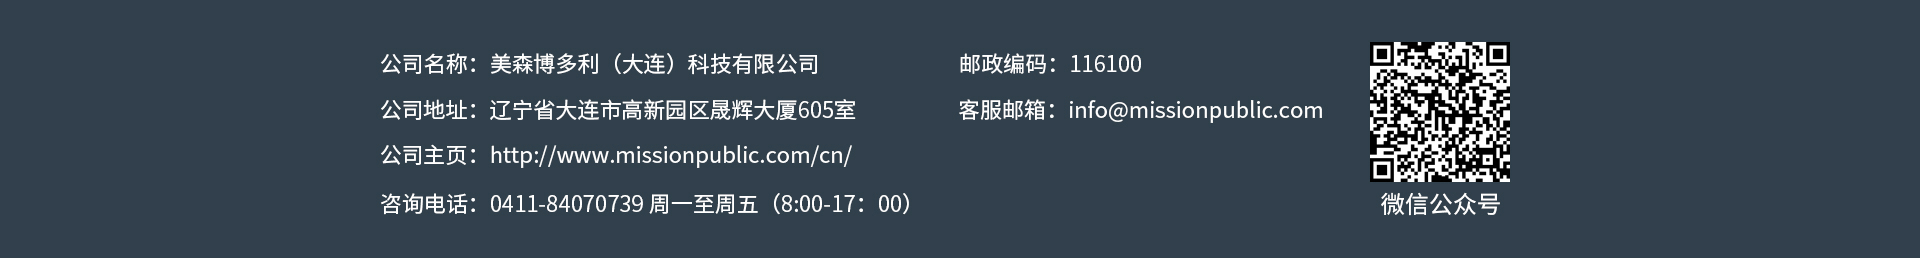 公司名称：美森博多利（大连）科技有限公司
邮政编码：116100
公司地址：辽宁省大连市高新园区晟辉大厦605室
客服邮箱：info@missionpublic.com
公司主页：http://www.missionpublic.com/cn/
咨询电话：0411-84070739 周一至周五（8:00-17：00）
微信公众号